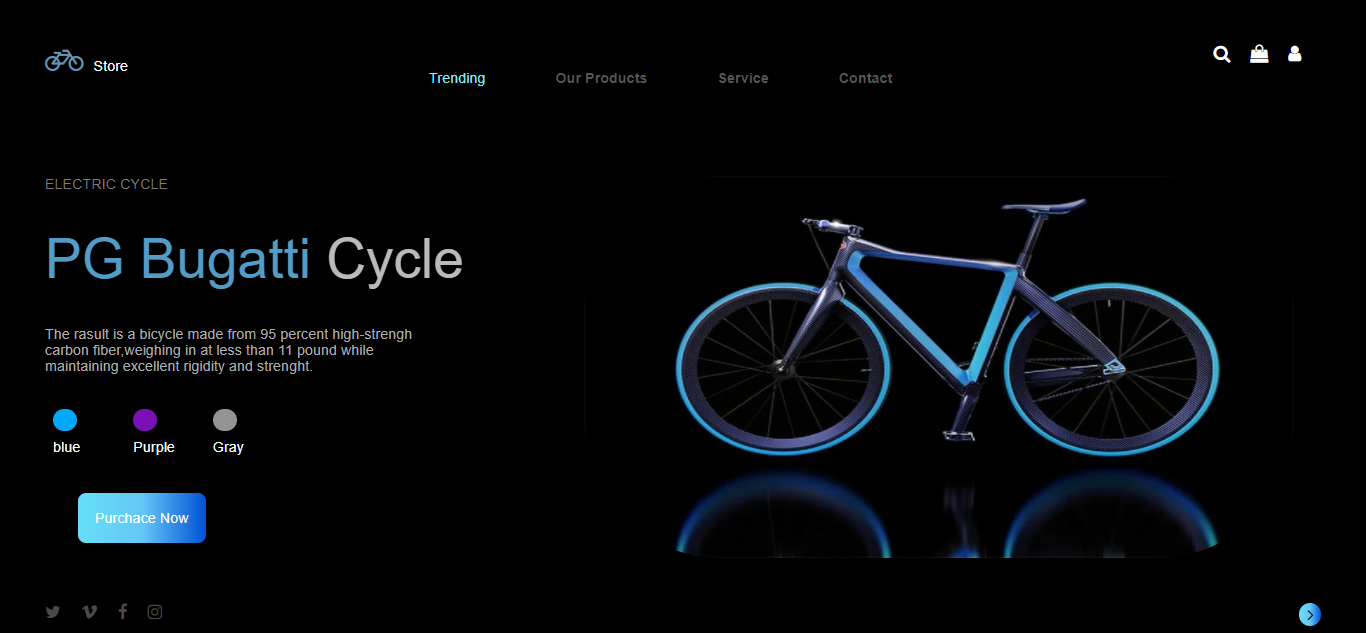 Store
Trending
Our Products
Service
Contact
ELECTRIC CYCLE
PG Bugatti Cycle
The rasult is a bicycle made from 95 percent high-strengh
carbon fiber,weighing in at less than 11 pound while
maintaining excellent rigidity and strenght.
blue
Purple
Gray
Purchace Now